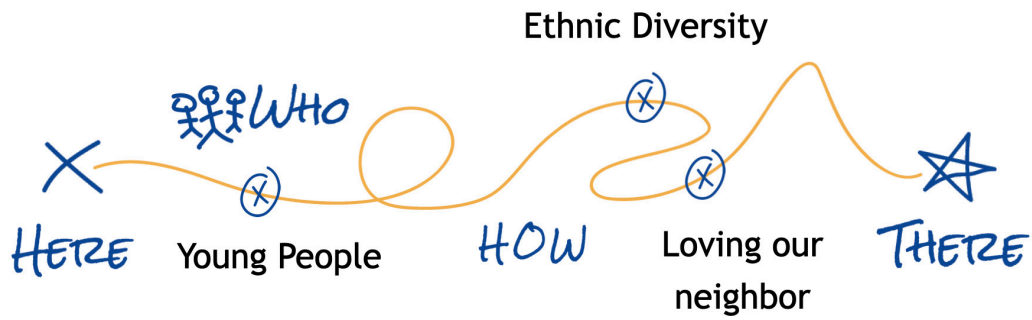 Ethnic Diversity
WHO
HERE
Young People
HOW
Loving our
neighbor
THERE